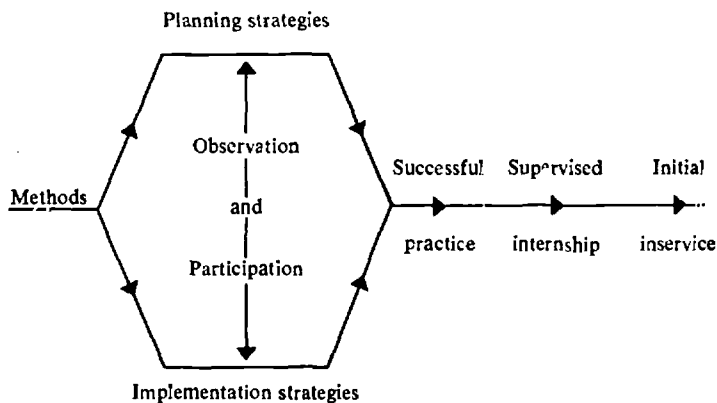 Planning strategies
Observation
Successful Supervised Initial
Methods
and
practice internship inservice
Participation
Implementation strategies